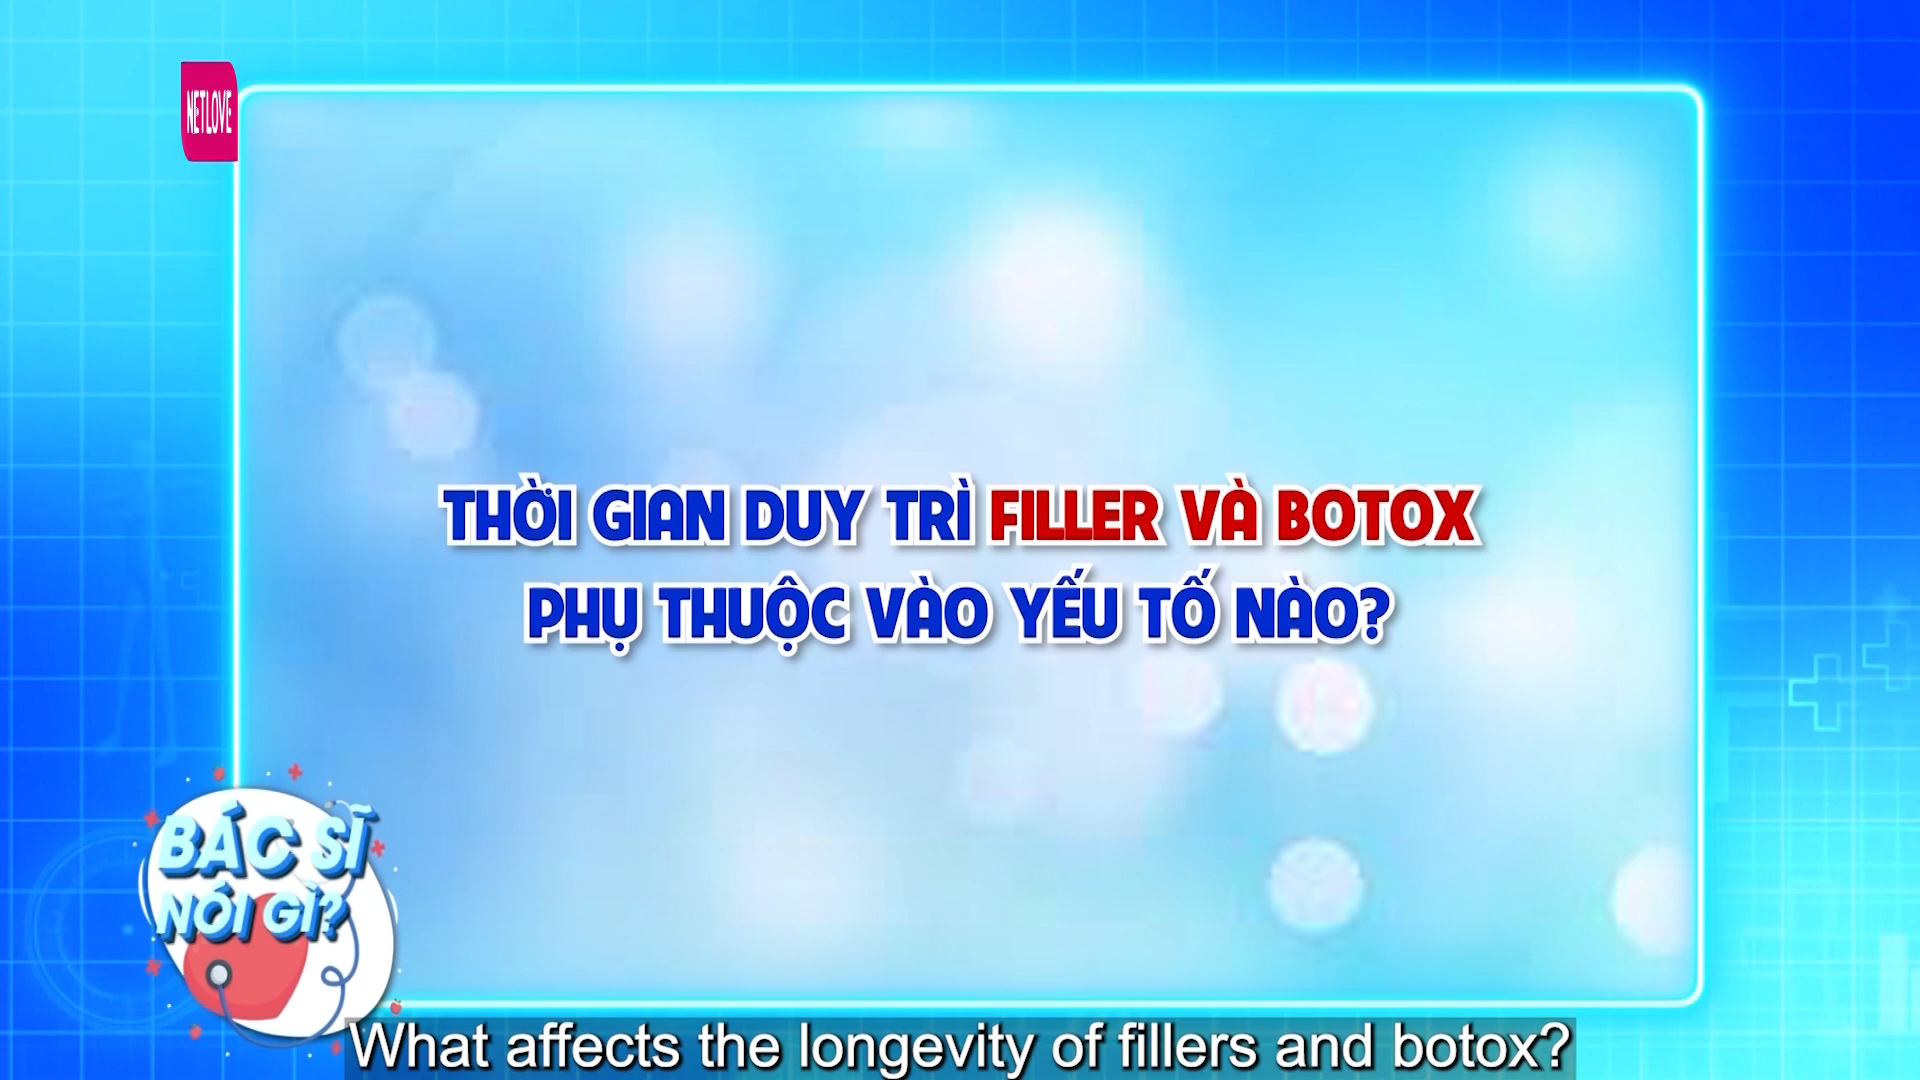 NETLOVE
THỜI GIAN DUY TRÌ FILLER VÀ BOTOX
PHỤ THUỘC VÀO YẾU TỐ NÀO?
BÁC SĨ
NÓI GÌ?
What affects the longevity of fillers and botox?